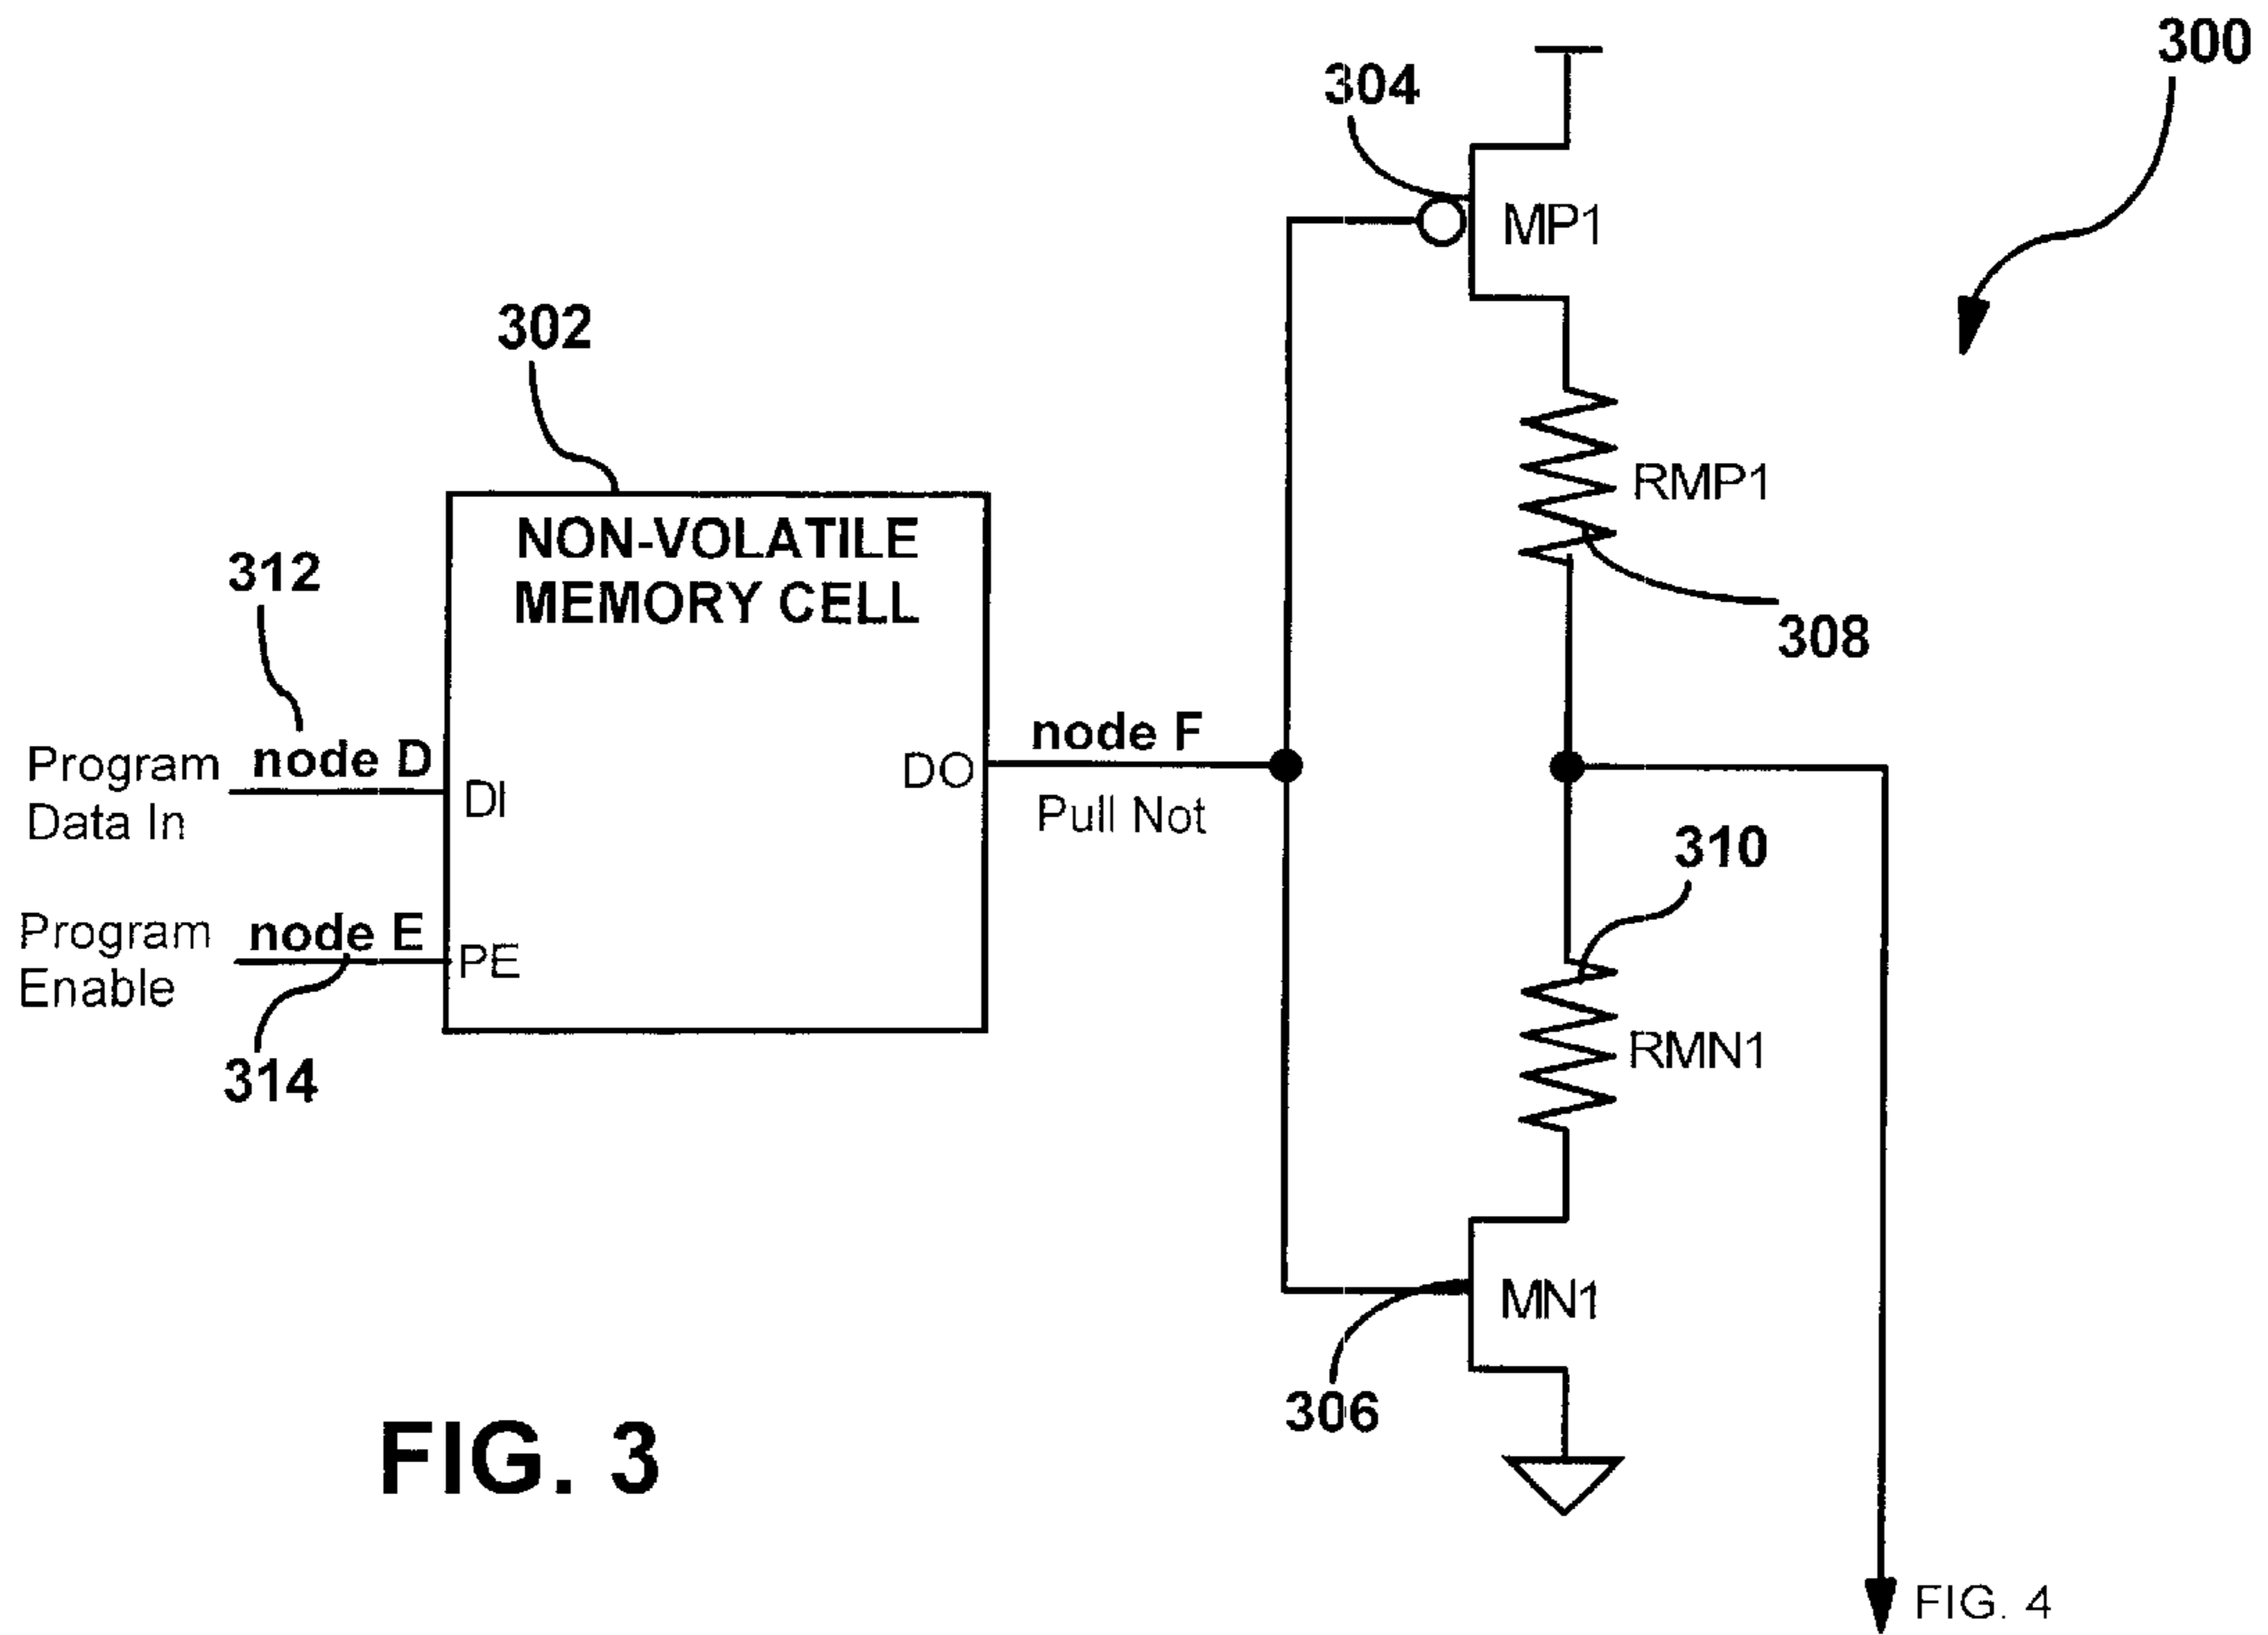 300
304
MP1
302
NON-VOLATILE
MEMORY CELL
RMP1
308
312
node D
Program
Data In
DI
DO
node F
Pull Not
310
node E
Program
Enable
PE
RMN1
314
MN1
306
FIG. 3
FIG. 4